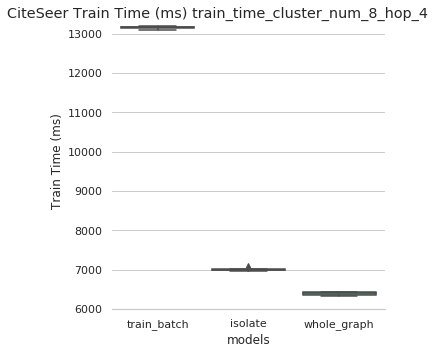 CiteSeer Train Time (ms) train_time_cluster_num_8_hop_4
13000
12000
11000
10000
9000
8000
7000
6000
Train Time (ms)
train_batch isolate whole_graph
models